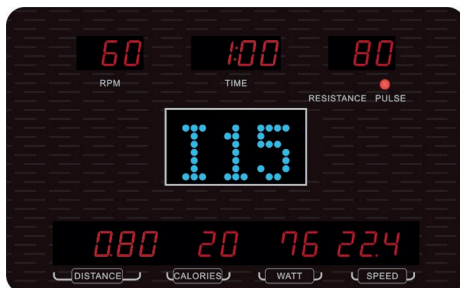 60 1:00 80
RPM TIME
RESISTANCE PULSE
I15
0.80 20 76 22.4
DISTANCE CALORIES WATT SPEED